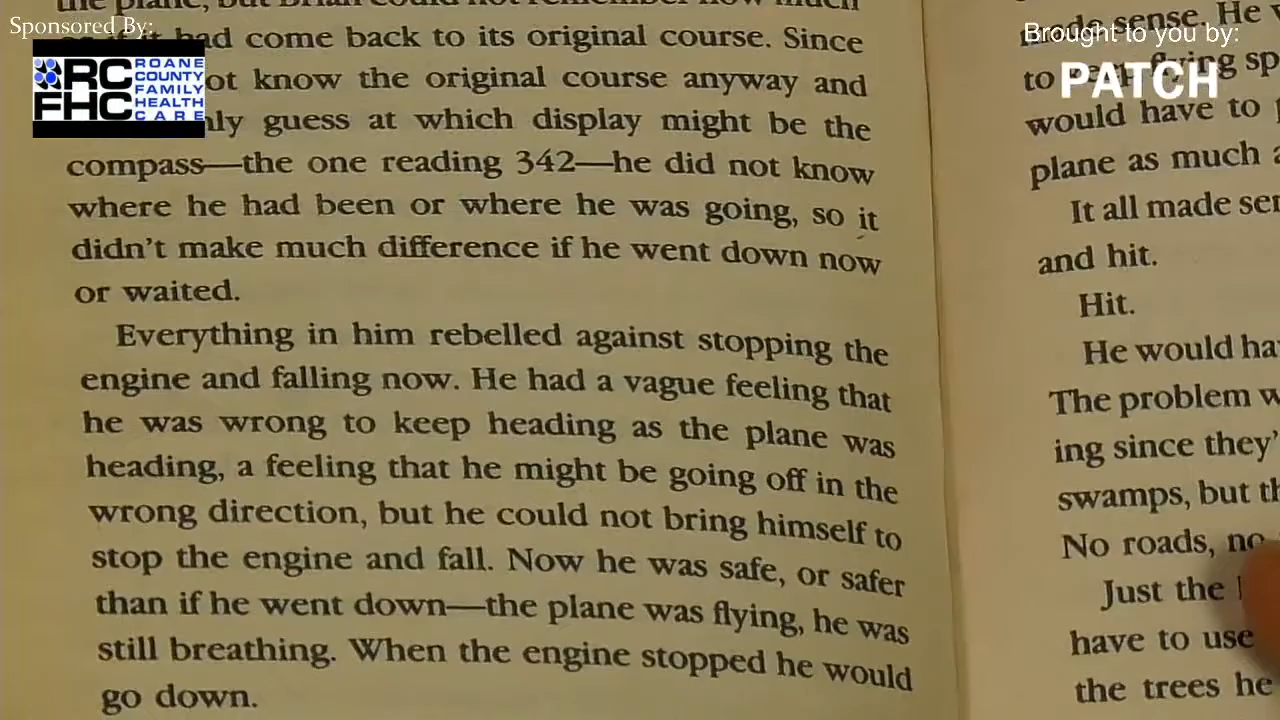 Sponsored By:
RC
FHC
ROANE
COUNTY
FAMILY
HEALTH
CARE
Brought to you by:
PATCH
had come back to its original course. Since
know the original course anyway and
guess at which display might be the
compass—the one reading 342—he did not know
where he had been or where he was going, so it
didn't make much difference if he went down now
or waited.
Everything in him rebelled against stopping the
engine and falling now. He had a vague feeling that
he was wrong to keep heading as the plane was
heading, a feeling that he might be going off in the
wrong direction, but he could not bring himself to
stop the engine and fall. Now he was safe, or safer
than if he went down—the plane was flying, he was
still breathing. When the engine stopped he would
go down.
sense. He
to
would have to
plane as much
It all made
and hit.
Hit.
He would
The problem
ing since
swamps, but
No roads, no
Just the
have to use
the trees he